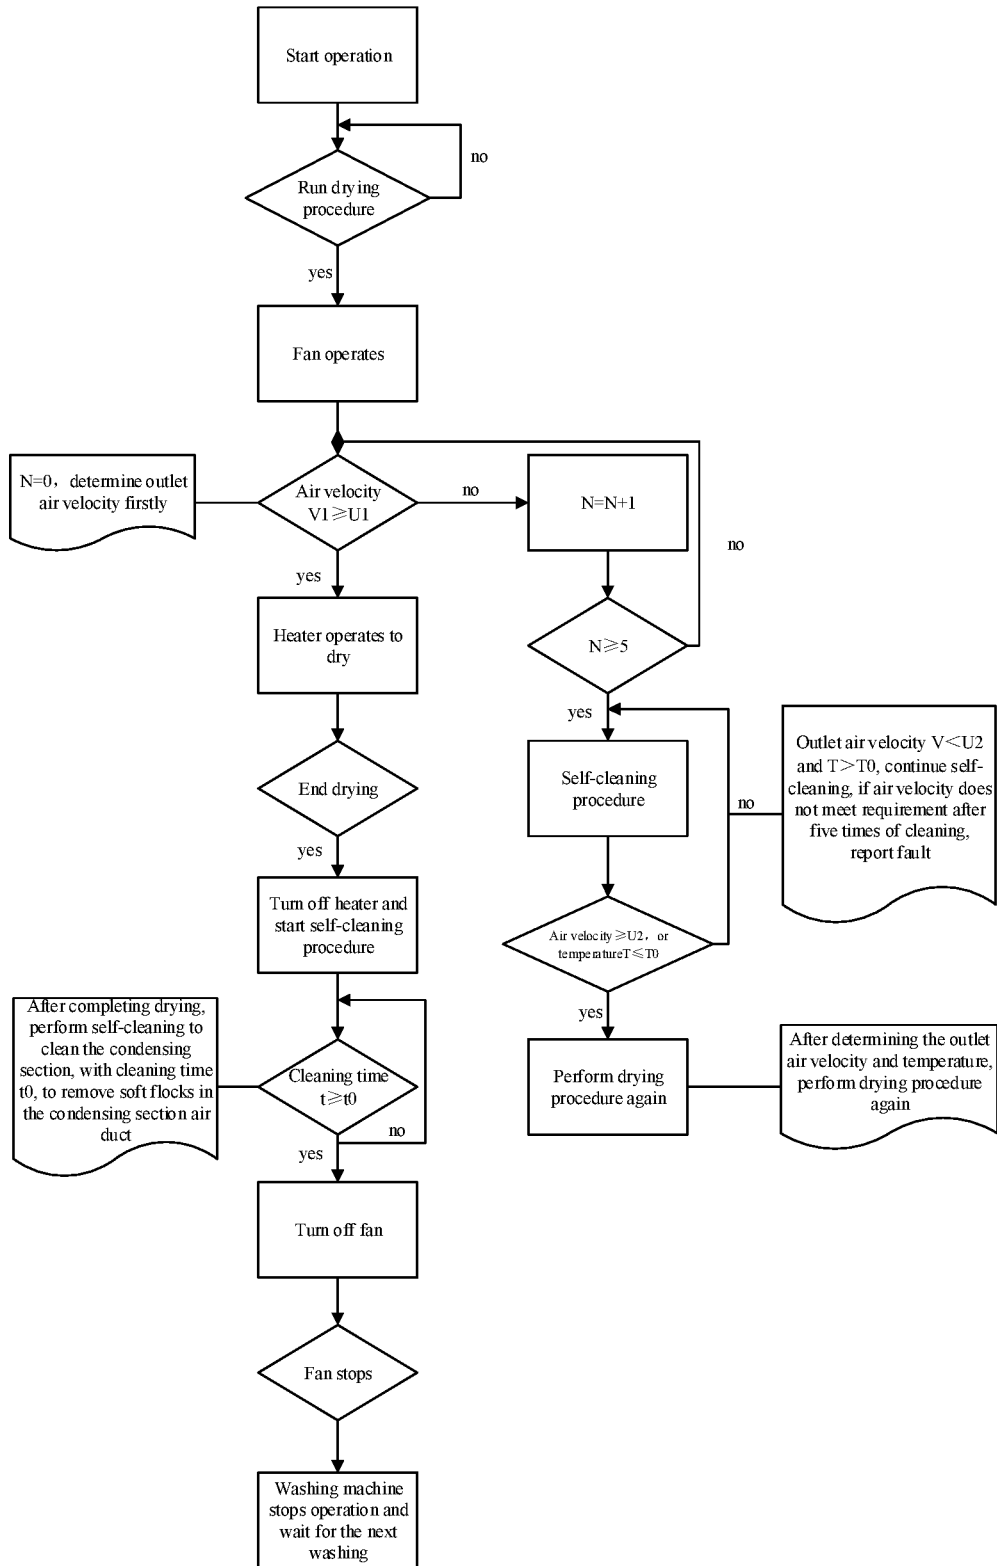 Start operation
no
Run drying
procedure
yes
Fan operates
N=0，determine outlet
air velocity firstly
Air velocity
V1≥U1
no
N=N+1
no
yes
Heater operates to
dry
N≥5
yes
Outlet air velocity V＜U2
and T＞T0, continue self-
cleaning, if air velocity does
not meet requirement after
five times of cleaning,
report fault
Self-cleaning
procedure
no
End drying
yes
Turn off heater and
start self-cleaning
procedure
Air velocity≥U2，or
temperatureT≤T0
yes
After completing drying,
perform self-cleaning to
clean the condensing
section, with cleaning time
t0, to remove soft flocks in
the condensing section air
duct
Cleaning time
t≥t0
no
yes
Perform drying
procedure again
After determining the outlet
air velocity and temperature,
perform drying procedure
again
Turn off fan
Fan stops
Washing machine
stops operation and
wait for the next
washing